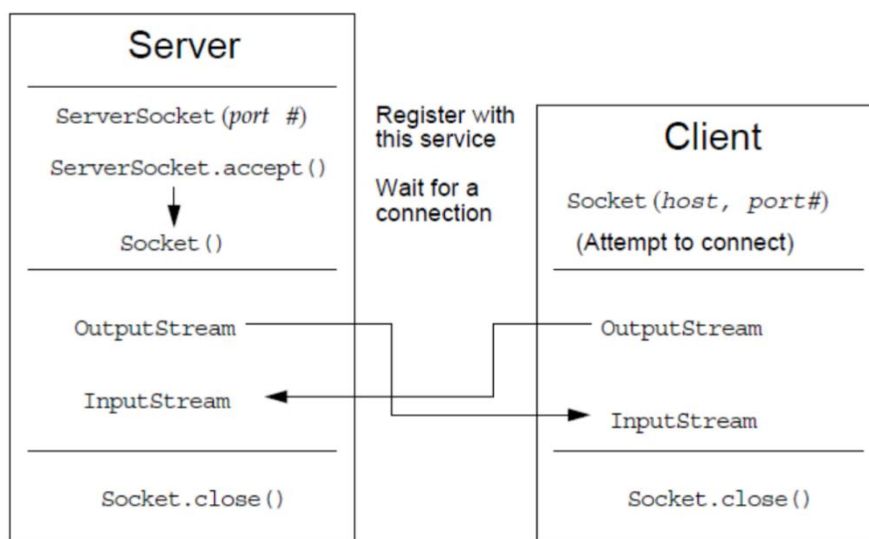 Server
ServerSocket(port #)
ServerSocket.accept()
Socket()
OutputStream
InputStream
Socket.close()
Register with
this service
Wait for a
connection
Client
Socket(host, port#)
(Attempt to connect)
OutputStream
InputStream
Socket.close()